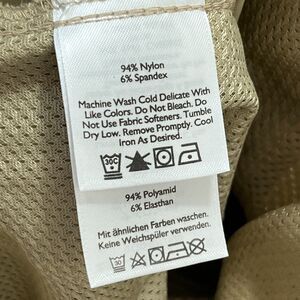 94% Nylon
6% Spandex
Machine Wash Cold Delicate With
Like Colors. Do Not Bleach. Do
Not Use Fabric Softeners. Tumble
Dry Low. Remove Promptly. Cool
Iron As Desired.
30C
94% Polyamid
6% Elasthan
Mit ähnlichen Farben waschen.
Keine Weichspüler verwenden.
30